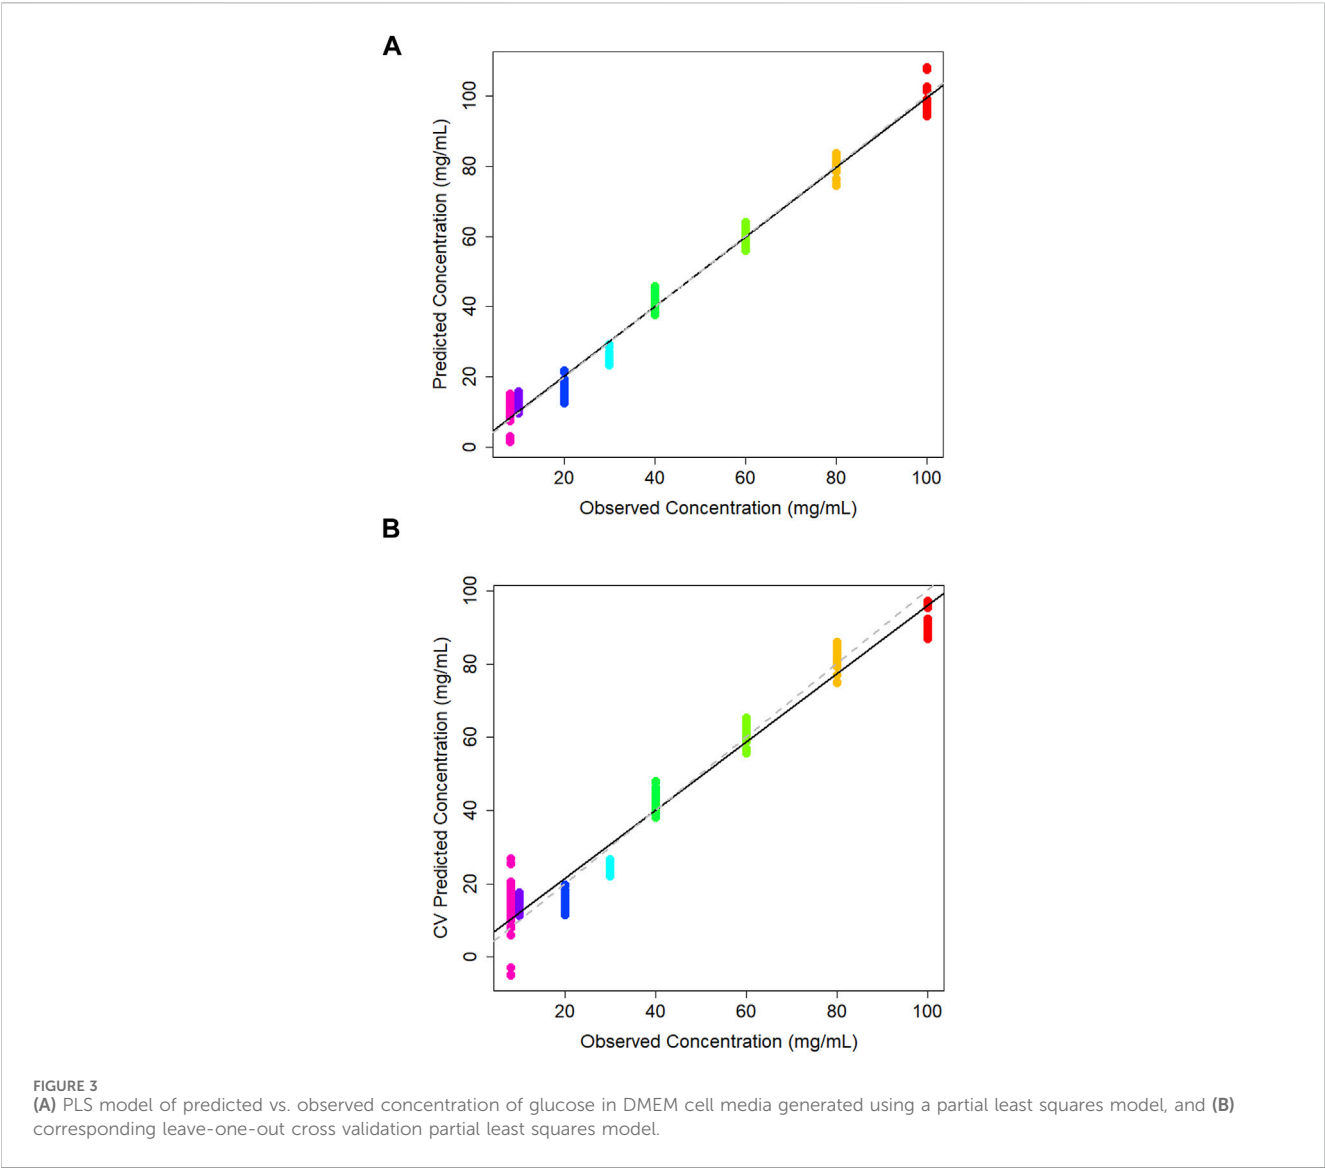 A
100
80
60
40
20
0
Predicted Concentration (mg/mL)
20 40 60 80 100
Observed Concentration (mg/mL)
B
100
80
60
40
20
0
CV Predicted Concentration (mg/mL)
20 40 60 80 100
Observed Concentration (mg/mL)
FIGURE 3
(A) PLS model of predicted vs. observed concentration of glucose in DMEM cell media generated using a partial least squares model, and (B)
corresponding leave-one-out cross validation partial least squares model.